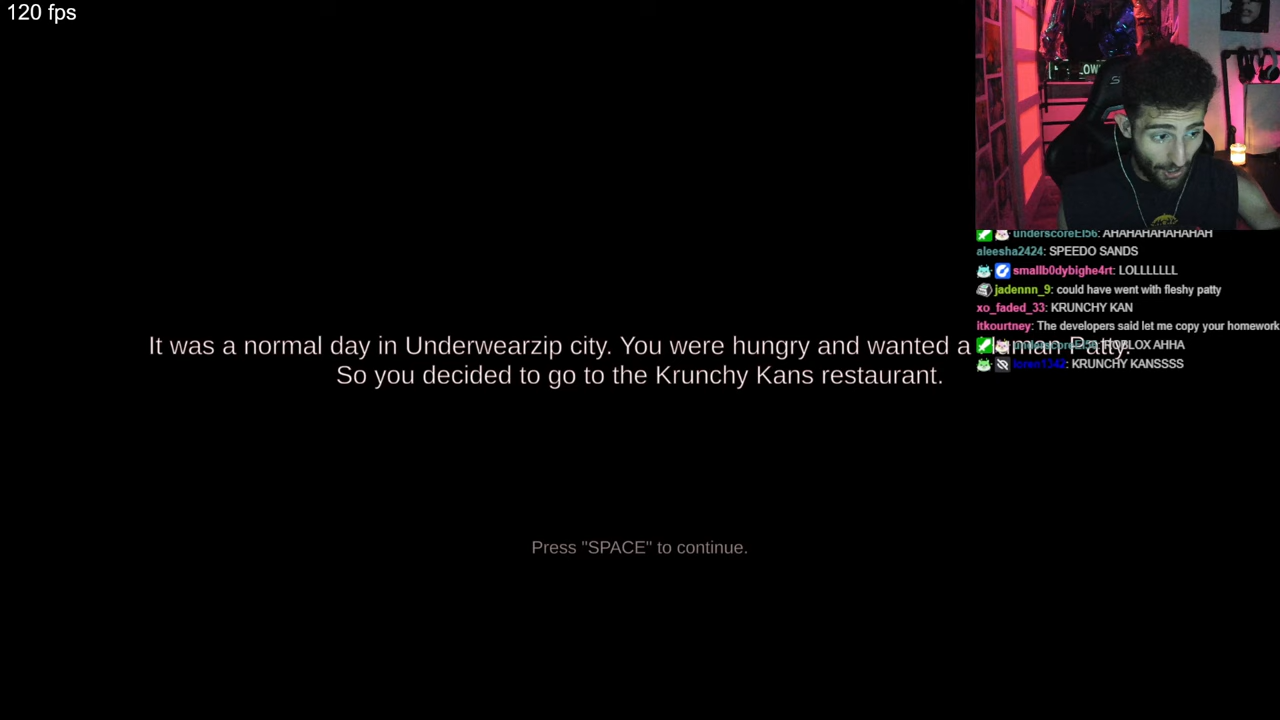 120 fps
LOW
underscoreEI56: AHAHAHAHAHAHAH
aleesha2424: SPEEDO SANDS
smallb0dybighe4rt: LOLLLLLLL
jadennn_9: could have went with fleshy patty
xo_faded_33: KRUNCHY KAN
itkourtney: The developers said let me copy your homework
ROBLOX AHHA
KRUNCHY KANSSSS
It was a normal day in Underwearzip city. You were hungry and wanted a Patty.
So you decided to go to the Krunchy Kans restaurant.
Press "SPACE" to continue.